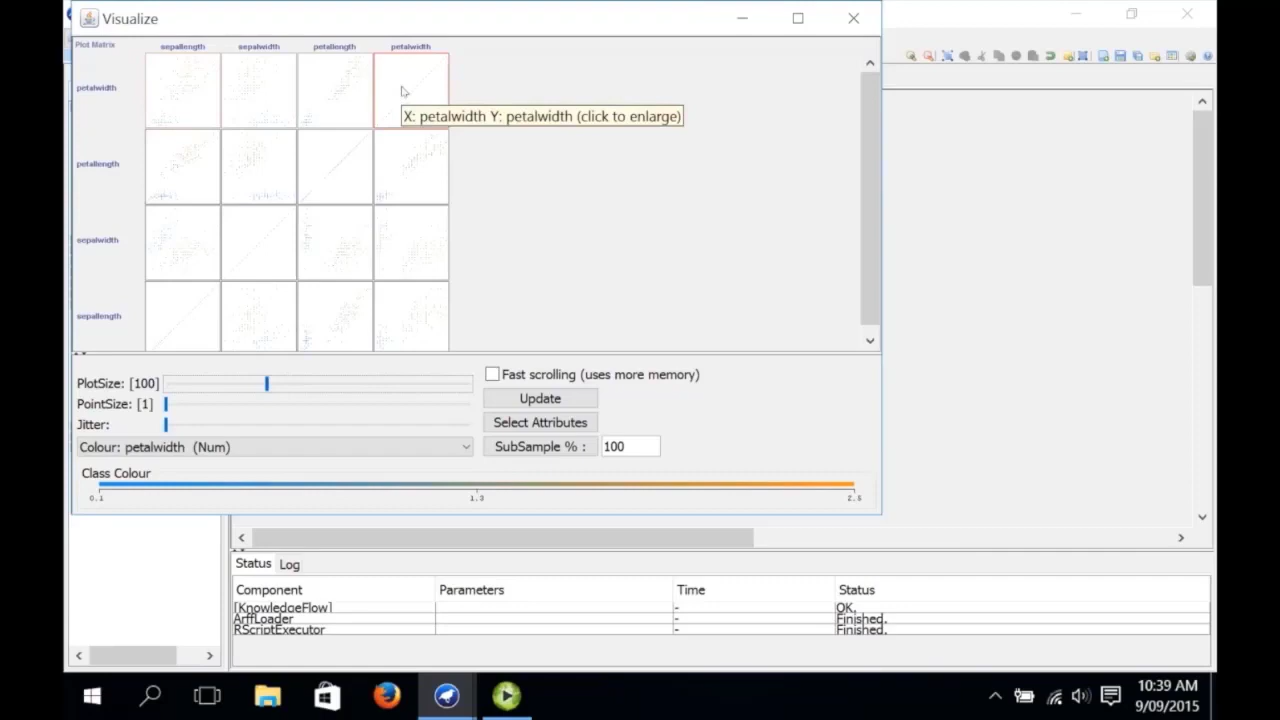 Visualize
Plot Matrix sepallength sepalwidth petallength petalwidth
petalwidth
X: petalwidth Y: petalwidth (click to enlarge)
petallength
sepalwidth
sepallength
PlotSize: [100]
Fast scrolling (uses more memory)
PointSize: [1]
Update
Jitter:
Select Attributes
Colour: petalwidth (Num)
SubSample % : 100
Class Colour
0.1 1.3 2.5
Status Log
Component Parameters Time Status
[KnowledgeFlow] - OK.
ArffLoader - Finished.
RScriptExecutor - Finished.
10:39 AM
9/09/2015